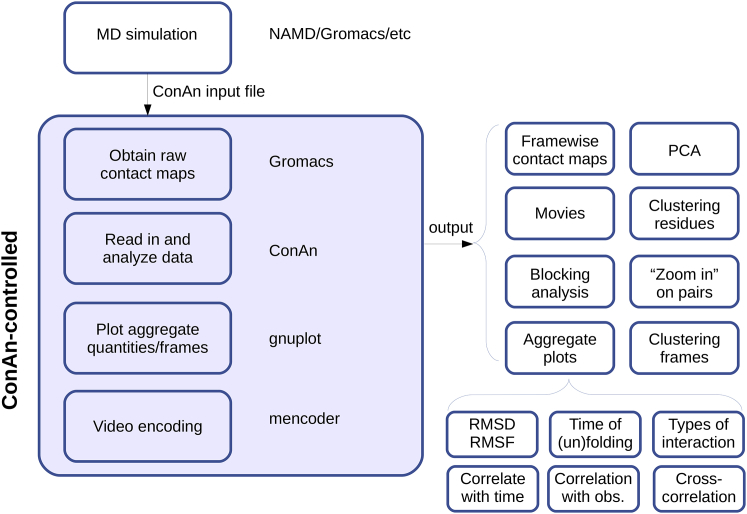 MD simulation
NAMD/Gromacs/etc
ConAn input file
ConAn-controlled
Obtain raw
contact maps
Gromacs
Read in and
analyze data
ConAn
Plot aggregate
quantities/frames
gnuplot
Video encoding
mencoder
output
Framewise
contact maps
PCA
Movies
Clustering
residues
Blocking
analysis
“Zoom in”
on pairs
Aggregate
plots
Clustering
frames
RMSD
RMSF
Time of
(un)folding
Types of
interaction
Correlate
with time
Correlation
with obs.
Cross-
correlation